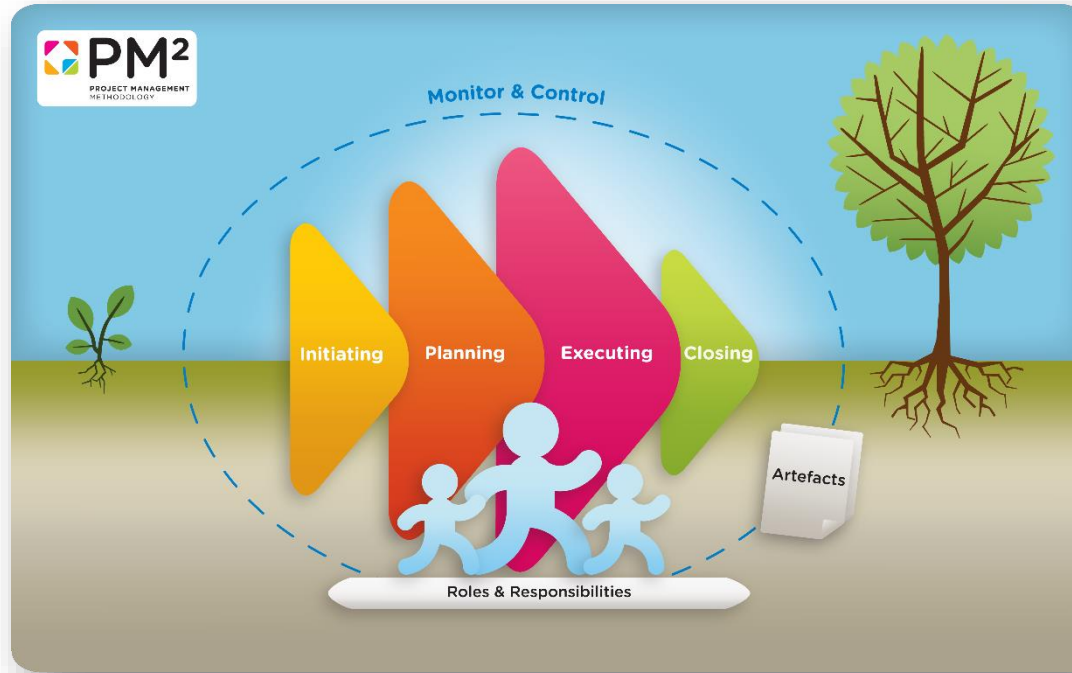 PM²
PROJECT MANAGEMENT
METHODOLOGY
Monitor & Control
Initiating
Planning
Executing
Closing
Artefacts
Roles & Responsibilities